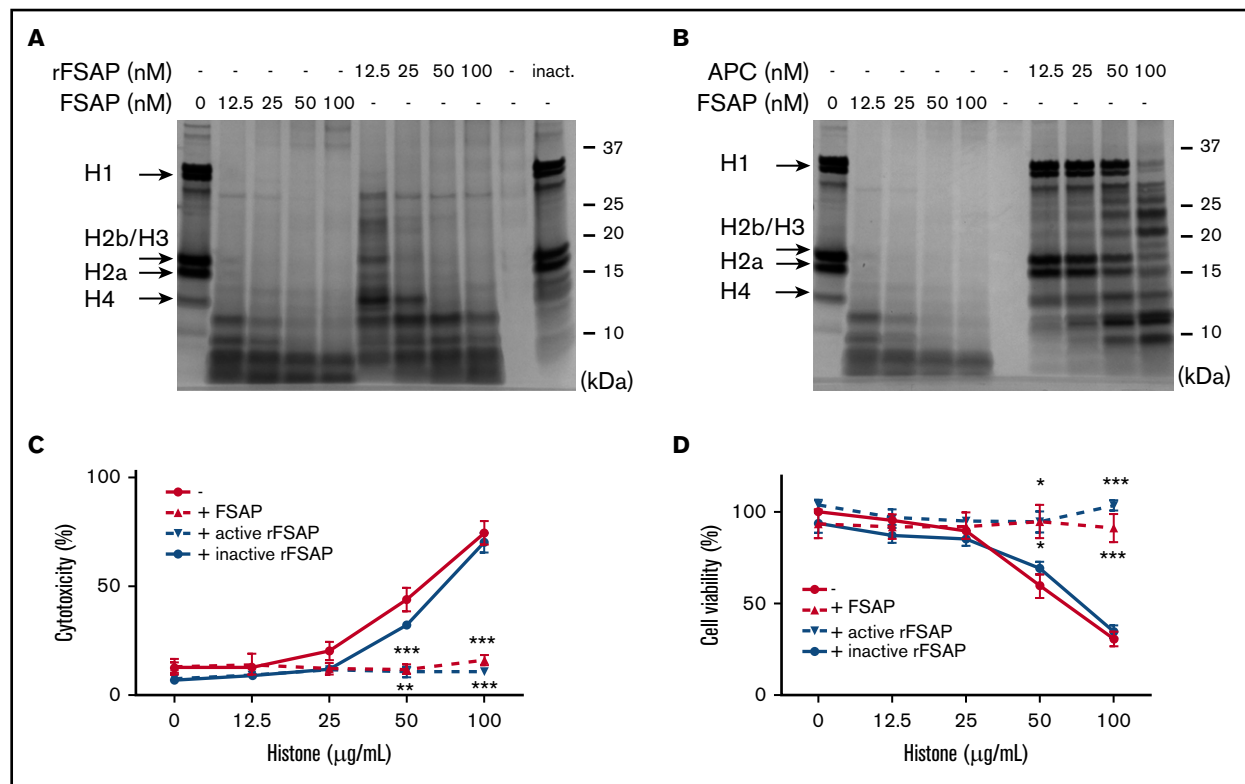 A
rFSAP (nM) - - - - - 12.5 25 50 100 - inact.
FSAP (nM) 0 12.5 25 50 100 - - - - - -
H1
H2b/H3
H2a
H4
37
25
20
15
10
(kDa)
B
APC (nM) - - - - - - 12.5 25 50 100
FSAP (nM) 0 12.5 25 50 100 - - - - -
H1
H2b/H3
H2a
H4
37
25
20
15
10
(kDa)
C
Cytotoxicity (%)
100
50
0
-
+ FSAP
+ active rFSAP
+ inactive rFSAP
*** ***
** ***
0 12.5 25 50 100
Histone (µg/mL)
D
Cell viability (%)
100
50
0
* ***
* ***
-
+ FSAP
+ active rFSAP
+ inactive rFSAP
0 12.5 25 50 100
Histone (µg/mL)